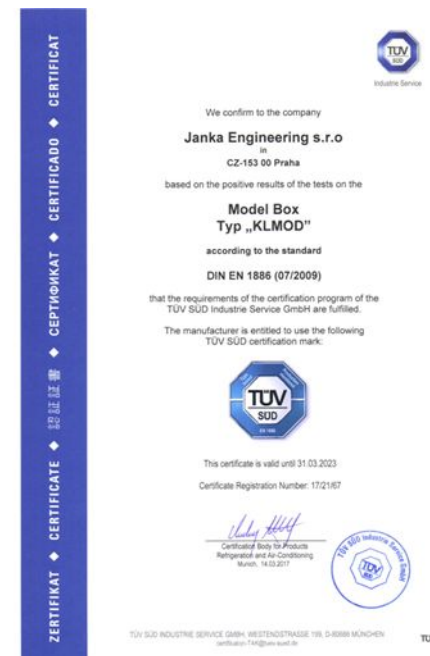 ZERTIFIKAT ◆ CERTIFICATE ◆ 認証証書 ◆ СЕРТИФИКАТ ◆ CERTIFICADO ◆ CERTIFICAT
TÜV
SÜD
Industrie Service
We confirm to the company
Janka Engineering s.r.o
in
CZ-153 00 Praha
based on the positive results of the tests on the
Model Box
Typ „KLMOD”
according to the standard
DIN EN 1886 (07/2009)
that the requirements of the certification program of the
TÜV SÜD Industrie Service GmbH are fulfilled.
The manufacturer is entitled to use the following
TÜV SÜD certification mark:
TÜV
SÜD
EN 1886
This certificate is valid until 31.03.2023
Certificate Registration Number: 17/21/67
Certification Body for Products
Refrigeration and Air-Conditioning
Munich, 14.03.2017
TÜV SÜD Industrie Service GmbH
TÜV
TÜV SÜD INDUSTRIE SERVICE GMBH, WESTENDSTRASSE 199, D-80686 MÜNCHEN
TÜ